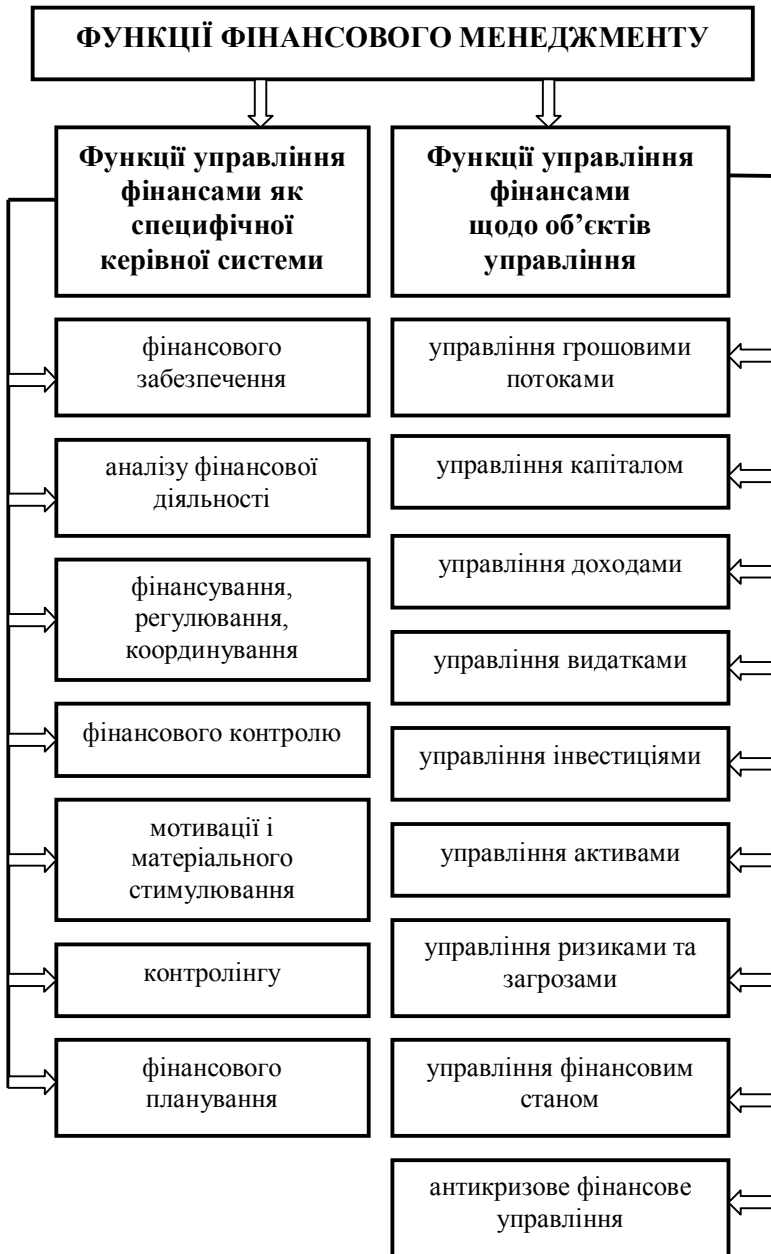 ФУНКЦІЇ ФІНАНСОВОГО МЕНЕДЖМЕНТУ
Функції управління
фінансами як
специфічної
керівної системи
фінансового
забезпечення
аналізу фінансової
діяльності
фінансування,
регулювання,
координування
фінансового контролю
мотивації і
матеріального
стимулювання
контролінгу
фінансового
планування
Функції управління
фінансами
щодо об’єктів
управління
управління грошовими
потоками
управління капіталом
управління доходами
управління видатками
управління інвестиціями
управління активами
управління ризиками та
загрозами
управління фінансовим
станом
антикризове фінансове
управління